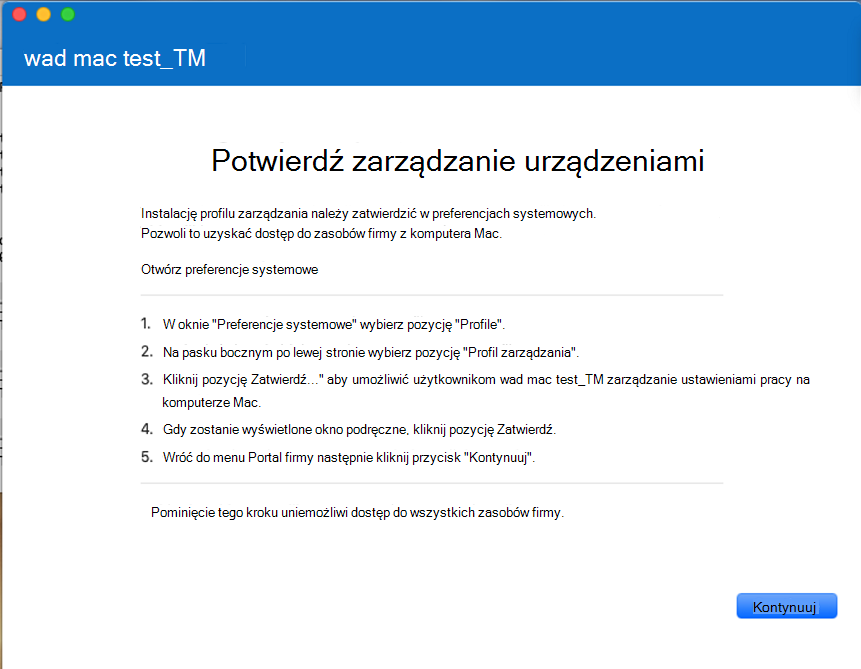 wad mac test_TM
Potwierdź zarządzanie urządzeniami
Instalację profilu zarządzania należy zatwierdzić w preferencjach systemowych.
Pozwoli to uzyskać dostęp do zasobów firmy z komputera Mac.
Otwórz preferencje systemowe
1. W oknie "Preferencje systemowe" wybierz pozycję "Profile".
2. Na pasku bocznym po lewej stronie wybierz pozycję "Profil zarządzania".
3. Kliknij pozycję Zatwierdź..." aby umożliwić użytkownikom wad mac test_TM zarządzanie ustawieniami pracy na
komputerze Mac.
4. Gdy zostanie wyświetlone okno podręczne, kliknij pozycję Zatwierdź.
5. Wróć do menu Portal firmy następnie kliknij przycisk "Kontynuuj".
Pominięcie tego kroku uniemożliwi dostęp do wszystkich zasobów firmy.
Kontynuuj